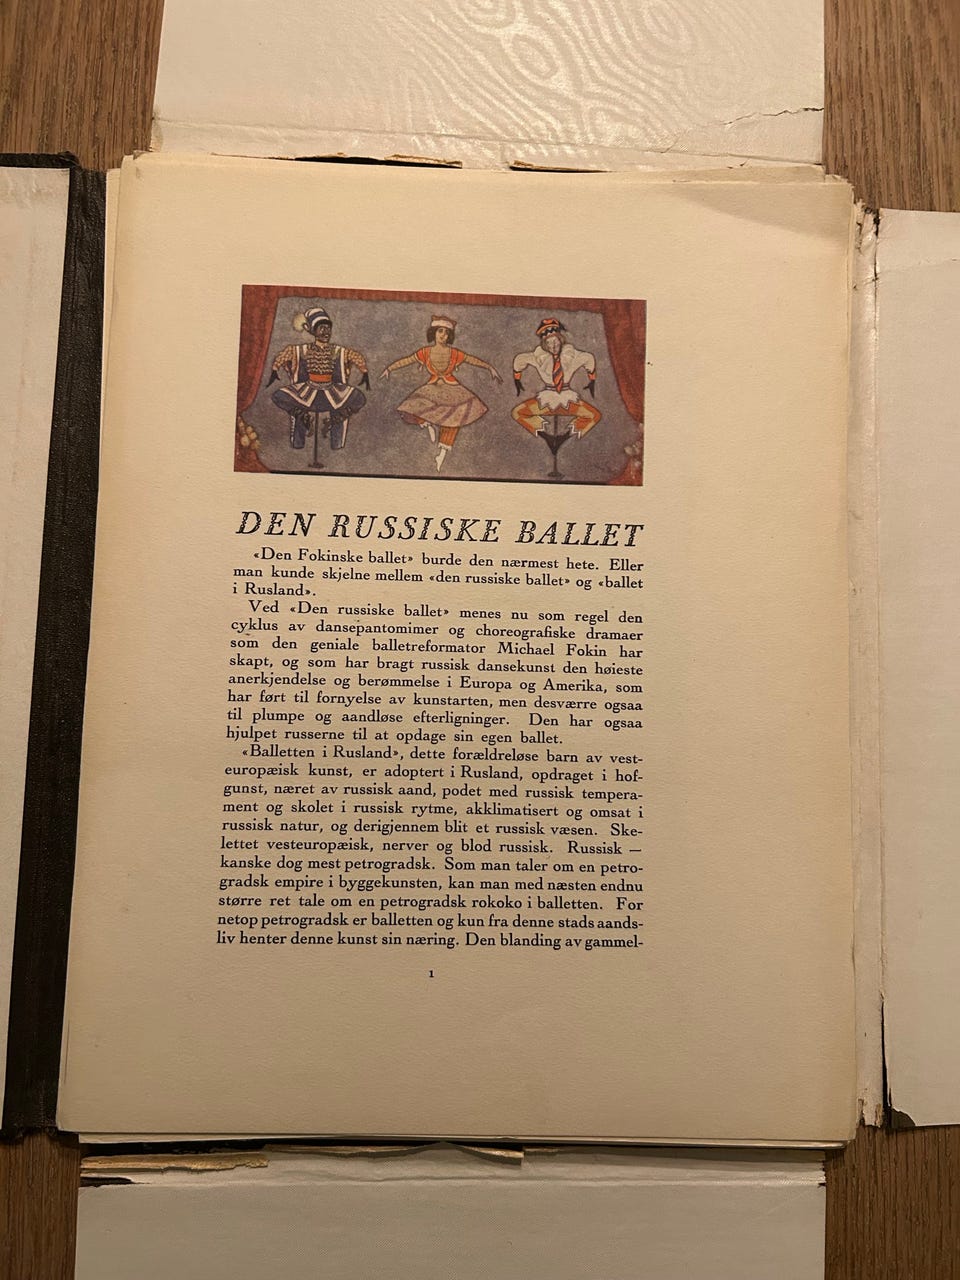 DEN RUSSISKE BALLET
«Den Fokinske ballet» burde den nærmest hete. Eller
man kunde skjelne mellem «den russiske ballet» og «ballet
i Rusland».
Ved «Den russiske ballet» menes nu som regel den
cyklus av dansepantomimer og choreografiske dramaer
som den geniale balletreformator Michael Fokin har
skapt, og som har bragt russisk dansekunst den høieste
anerkjendelse og berømmelse i Europa og Amerika, som
har ført til fornyelse av kunstarten, men desværre ogsaa
til plumpe og aandløse efterligninger. Den har ogsaa
hjulpet russerne til at opdage sin egen ballet.
«Balletten i Rusland», dette forældreløse barn av vest-
europæisk kunst, er adoptert i Rusland, opdraget i hof-
gunst, næret av russisk aand, podet med russisk tempera-
ment og skolet i russisk rytme, akklimatisert og omsat i
russisk natur, og derigjennem blit et russisk væsen. Ske-
lettet vesteuropæisk, nerver og blod russisk. Russisk —
kanske dog mest petrogradsk. Som man taler om en petro-
gradsk empire i byggekunsten, kan man med næsten endnu
større ret tale om en petrogradsk rokoko i balletten. For
netop petrogradsk er balletten og kun fra denne stads aands-
liv henter denne kunst sin næring. Den blanding av gammel-
1